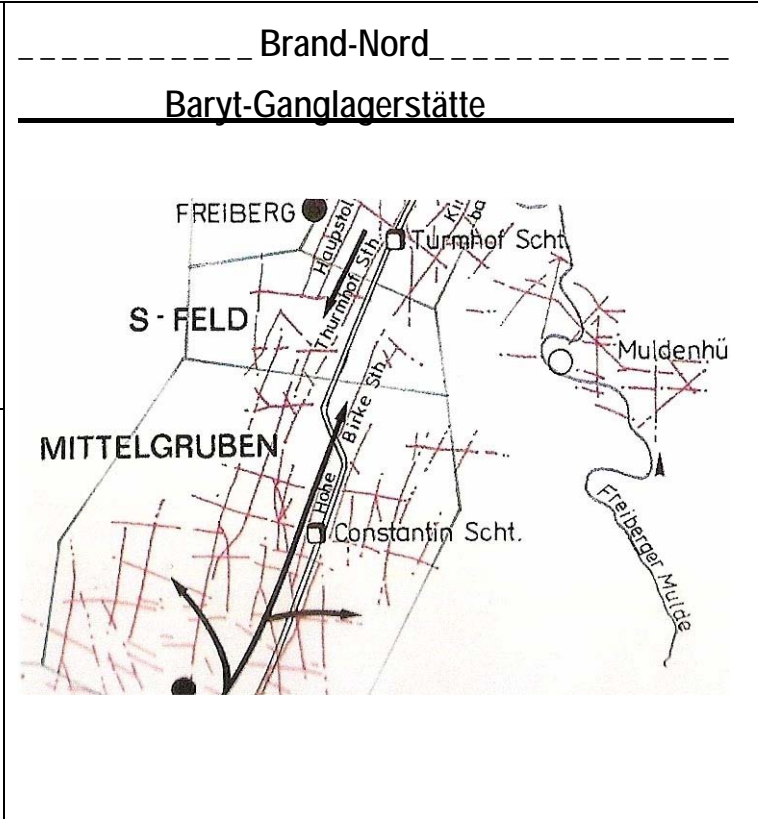 Brand-Nord
Baryt-Ganglagerstätte
FREIBERG
Haupstol
Turmhof Scht.
Thurmhof Sth.
S-FELD
Muldenhü
Birke Sth.
MITTELGRUBEN
Hohe
Constantin Scht.
Freiberger Mulde